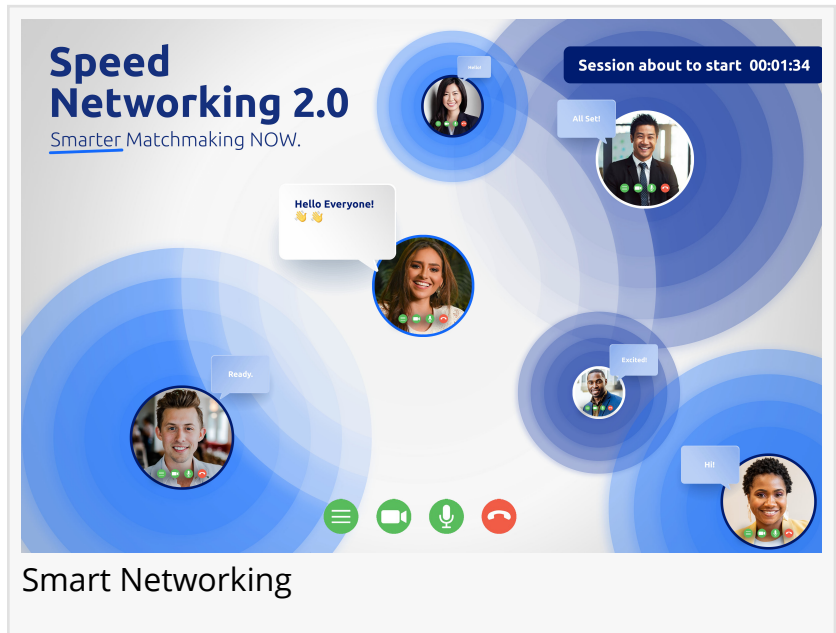 Speed
Networking 2.0
Smarter Matchmaking NOW.
Session about to start 00:01:34
Hello!
All Set!
Hello Everyone!
👋 👋
Excited!
Ready.
Hi!
Smart Networking